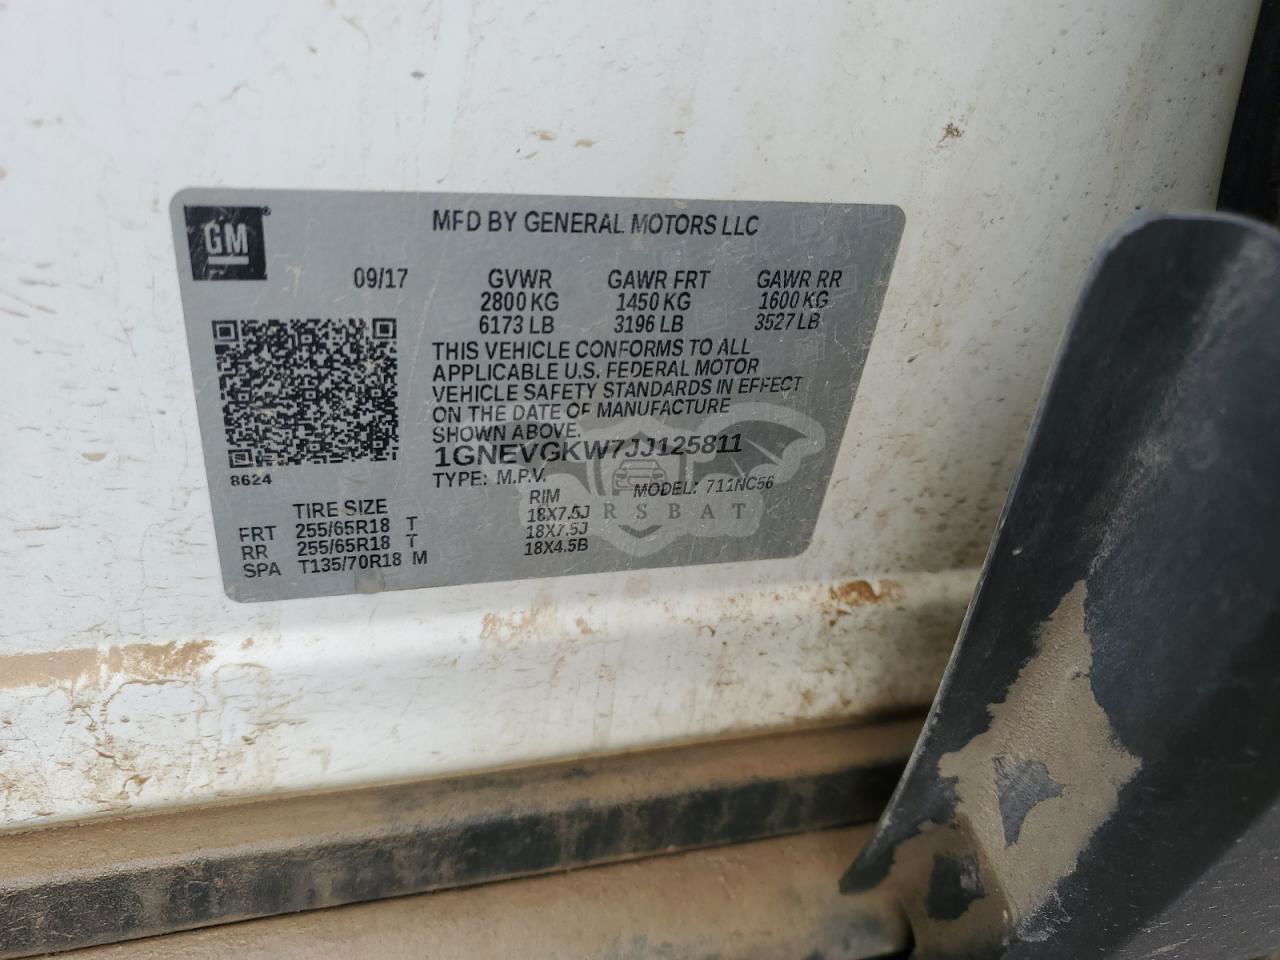 GM
MFD BY GENERAL MOTORS LLC
09/17
GVWR GAWR FRT GAWR RR
2800 KG 1450 KG 1600 KG
6173 LB 3196 LB 3527 LB
THIS VEHICLE CONFORMS TO ALL
APPLICABLE U.S. FEDERAL MOTOR
VEHICLE SAFETY STANDARDS IN EFFECT
ON THE DATE OF MANUFACTURE
SHOWN ABOVE.
1GNEVGKW7JJ125811
8624
TYPE: M.P.V. MODEL: 711NC56
TIRE SIZE RIM
FRT 255/65R18 T 18X7.5J
RR 255/65R18 T 18X7.5J
SPA T135/70R18 M 18X4.5B